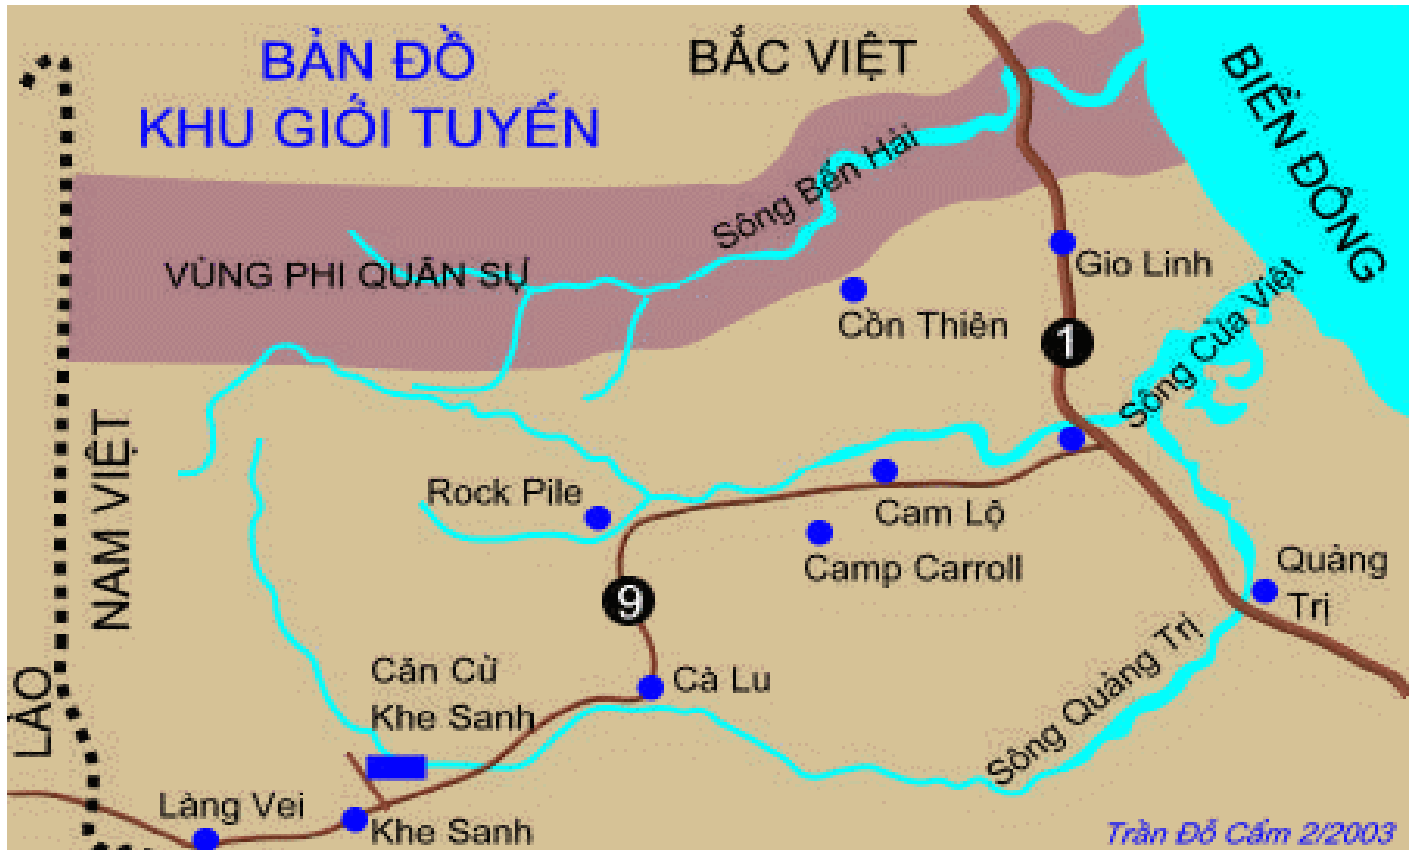 BẢN ĐỒ
KHU GIỚI TUYẾN
BẮC VIỆT
BIỂN ĐÔNG
Sông Bến Hải
VÙNG PHI QUÂN SỰ
Gio Linh
Cồn Thiên
1
Sông Cửa Việt
NAM VIỆT
Rock Pile
Cam Lộ
Camp Carroll
Quảng
Trị
9
Căn Cứ
Khe Sanh
Cà Lu
Sông Quảng Trị
LÀO
Làng Vei
Khe Sanh
Trần Đỗ Cẩm 2/2003